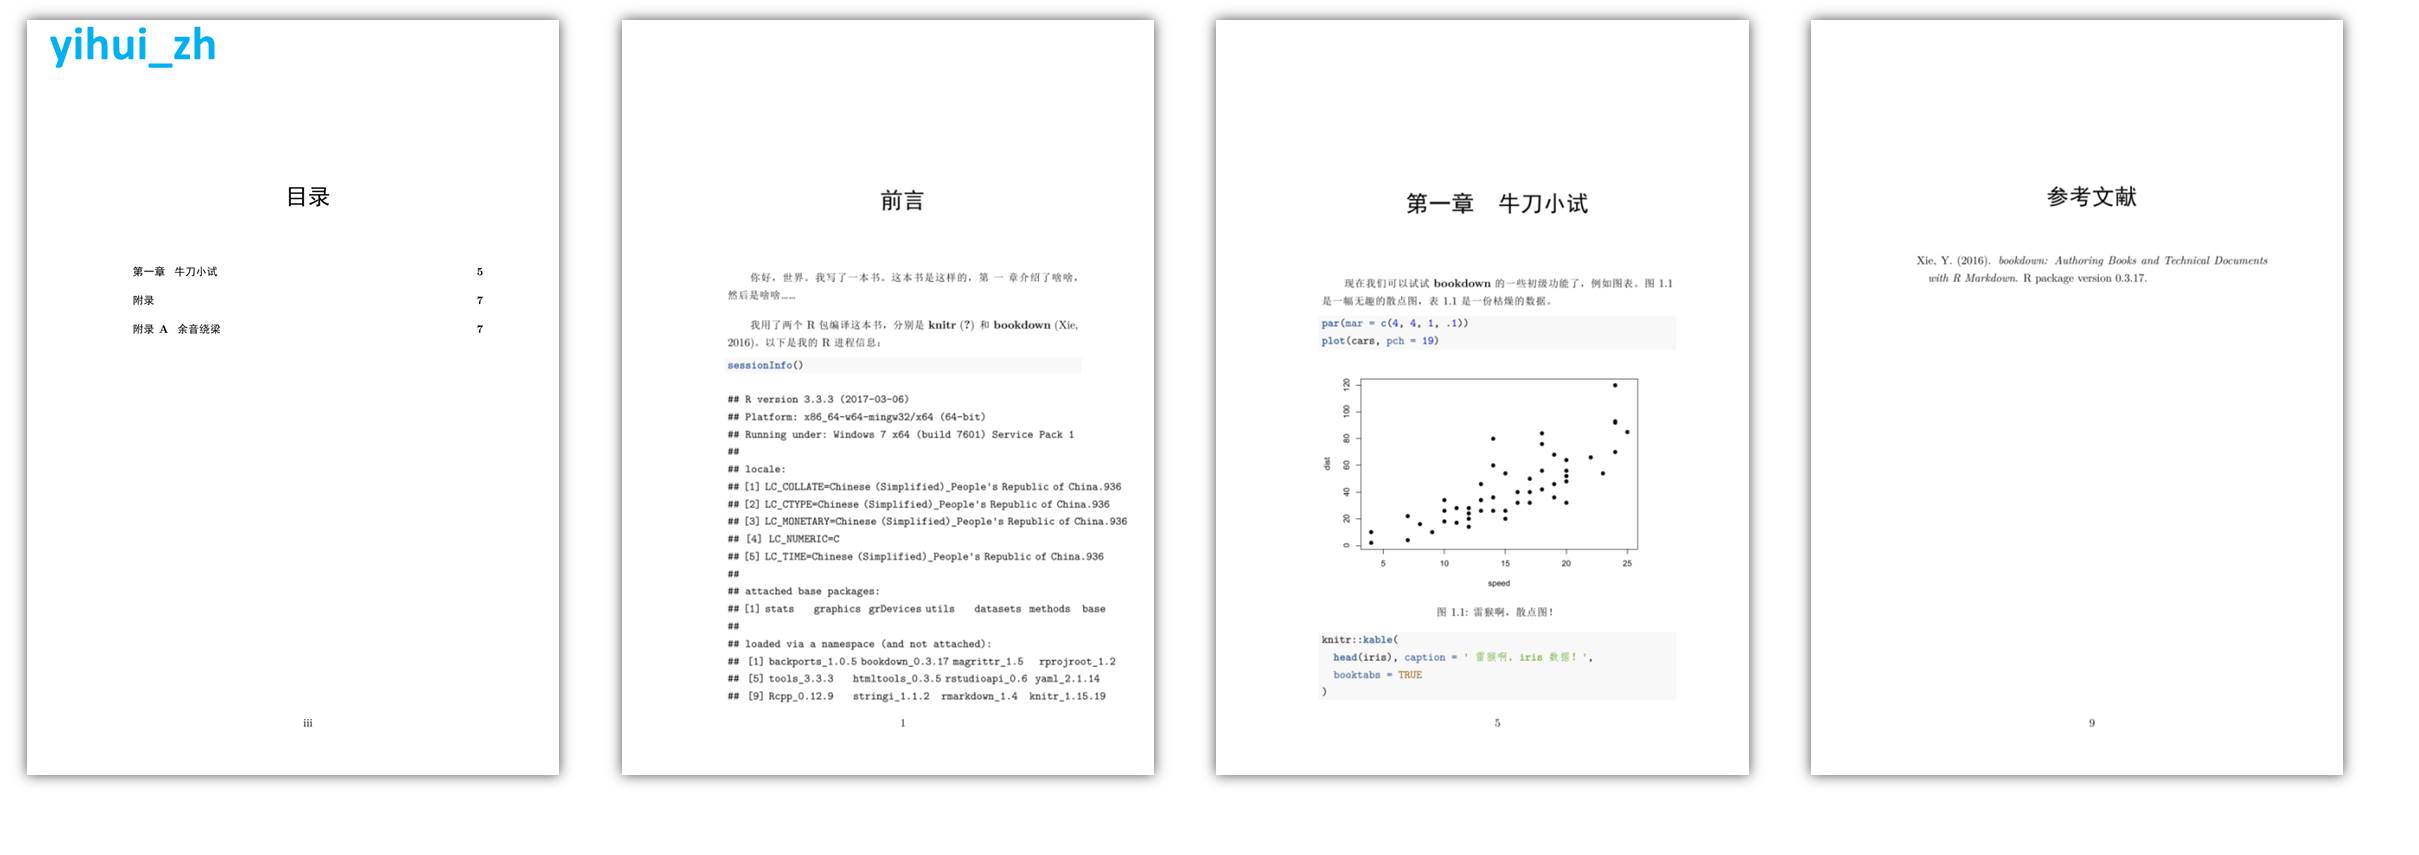 yihui_zh
目录
第一章 牛刀小试 5
附录 7
附录 A 余音绕梁 7
iii
前言
你好，世界。我写了一本书。这本书是这样的，第 一 章介绍了啥啥，
然后是啥啥……
我用了两个 R 包编译这本书，分别是 knitr (?) 和 bookdown (Xie,
2016)。以下是我的 R 进程信息：
sessionInfo()
## R version 3.3.3 (2017-03-06)
## Platform: x86_64-w64-mingw32/x64 (64-bit)
## Running under: Windows 7 x64 (build 7601) Service Pack 1
##
## locale:
## [1] LC_COLLATE=Chinese (Simplified)_People's Republic of China.936
## [2] LC_CTYPE=Chinese (Simplified)_People's Republic of China.936
## [3] LC_MONETARY=Chinese (Simplified)_People's Republic of China.936
## [4] LC_NUMERIC=C
## [5] LC_TIME=Chinese (Simplified)_People's Republic of China.936
##
## attached base packages:
## [1] stats graphics grDevices utils datasets methods base
##
## loaded via a namespace (and not attached):
## [1] backports_1.0.5 bookdown_0.3.17 magrittr_1.5 rprojroot_1.2
## [5] tools_3.3.3 htmltools_0.3.5 rstudioapi_0.6 yaml_2.1.14
## [9] Rcpp_0.12.9 stringi_1.1.2 rmarkdown_1.4 knitr_1.15.19
1
第一章 牛刀小试
现在我们可以试试 bookdown 的一些初级功能了，例如图表。图 1.1
是一幅无趣的散点图，表 1.1 是一份枯燥的数据。
par(mar = c(4, 4, 1, .1))
plot(cars, pch = 19)
120
100
80
60
40
20
0
dist
5 10 15 20 25
speed
图 1.1: 雷猴啊，散点图！
knitr::kable(
head(iris), caption = ' 雷猴啊，iris 数据！',
booktabs = TRUE
)
5
参考文献
Xie, Y. (2016). bookdown: Authoring Books and Technical Documents
with R Markdown. R package version 0.3.17.
9